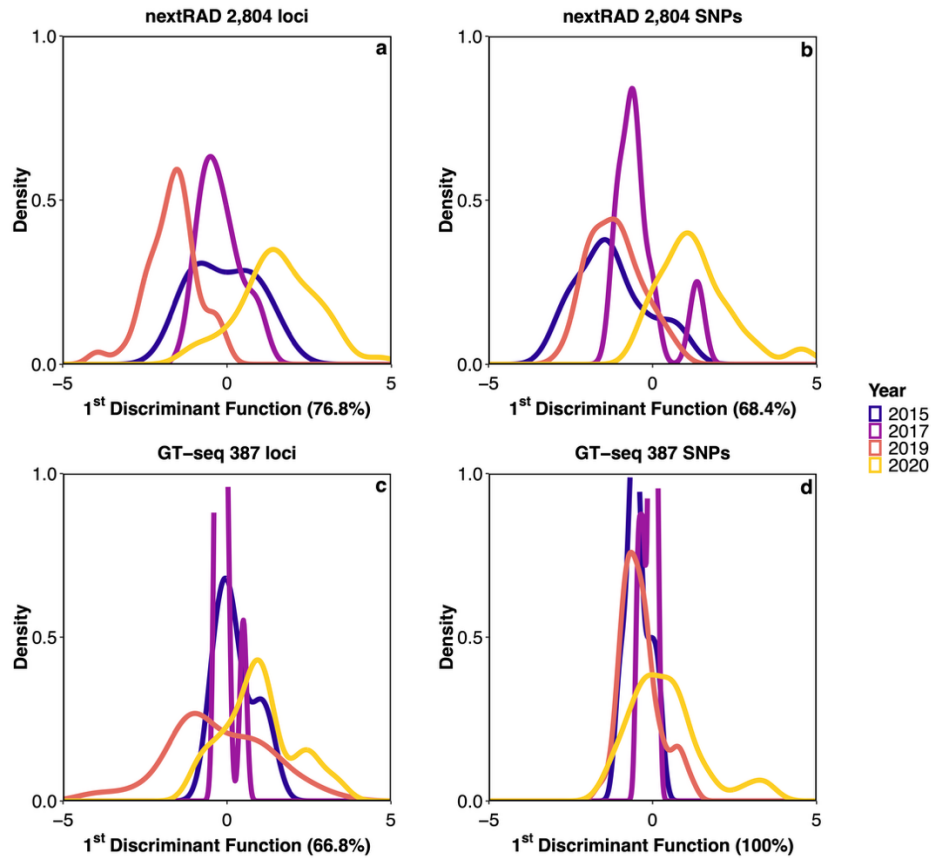 nextRAD 2,804 loci
1.0
a
Density
0.5
0.0
−5
0
5
1st Discriminant Function (76.8%)
nextRAD 2,804 SNPs
1.0
b
Density
0.5
0.0
−5
0
5
1st Discriminant Function (68.4%)
GT−seq 387 loci
1.0
c
Density
0.5
0.0
−5
0
5
1st Discriminant Function (66.8%)
GT−seq 387 SNPs
1.0
d
Density
0.5
0.0
−5
0
5
1st Discriminant Function (100%)
Year
2015
2017
2019
2020